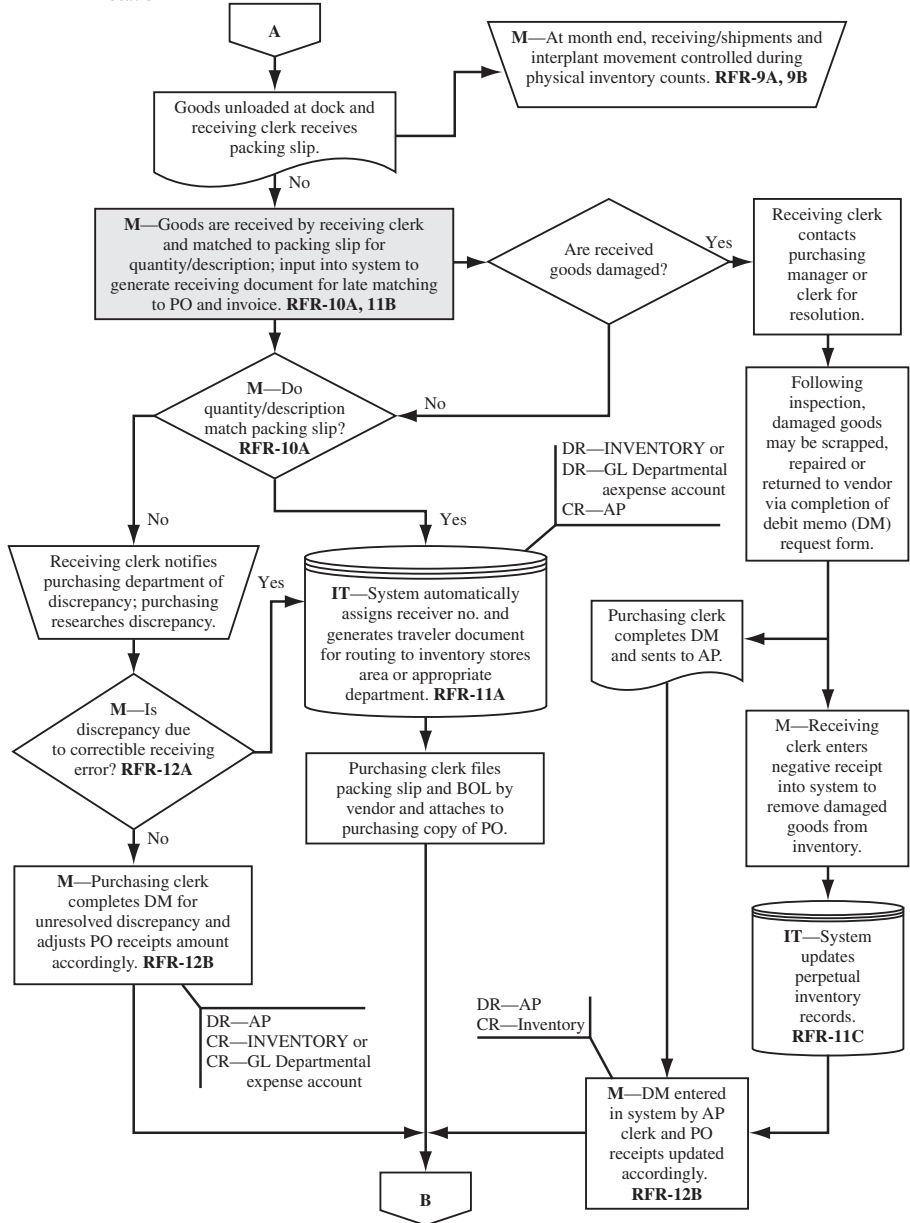 A
M—At month end, receiving/shipments and
interplant movement controlled during
physical inventory counts. RFR-9A, 9B
Goods unloaded at dock and
receiving clerk receives
packing slip.
No
M—Goods are received by receiving clerk
and matched to packing slip for
quantity/description; input into system to
generate receiving document for late matching
to PO and invoice. RFR-10A, 11B
Are received
goods damaged?
Yes
Receiving clerk
contacts
purchasing
manager or
clerk for
resolution.
No
M—Do
quantity/description
match packing slip?
RFR-10A
Following
inspection,
damaged goods
may be scrapped,
repaired or
returned to vendor
via completion of
debit memo (DM)
request form.
DR—INVENTORY or
DR—GL Departmental
aexpense account
CR—AP
No
Yes
Receiving clerk notifies
purchasing department of
discrepancy; purchasing
researches discrepancy.
Yes
IT—System automatically
assigns receiver no. and
generates traveler document
for routing to inventory stores
area or appropriate
department. RFR-11A
Purchasing clerk
completes DM
and sents to AP.
M—Is
discrepancy due
to correctible receiving
error? RFR-12A
M—Receiving
clerk enters
negative receipt
into system to
remove damaged
goods from
inventory.
Purchasing clerk files
packing slip and BOL by
vendor and attaches to
purchasing copy of PO.
No
M—Purchasing clerk
completes DM for
unresolved discrepancy and
adjusts PO receipts amount
accordingly. RFR-12B
IT—System
updates
perpetual
inventory
records.
RFR-11C
DR—AP
CR—INVENTORY or
CR—GL Departmental
expense account
DR—AP
CR—Inventory
M—DM entered
in system by AP
clerk and PO
receipts updated
accordingly.
RFR-12B
B